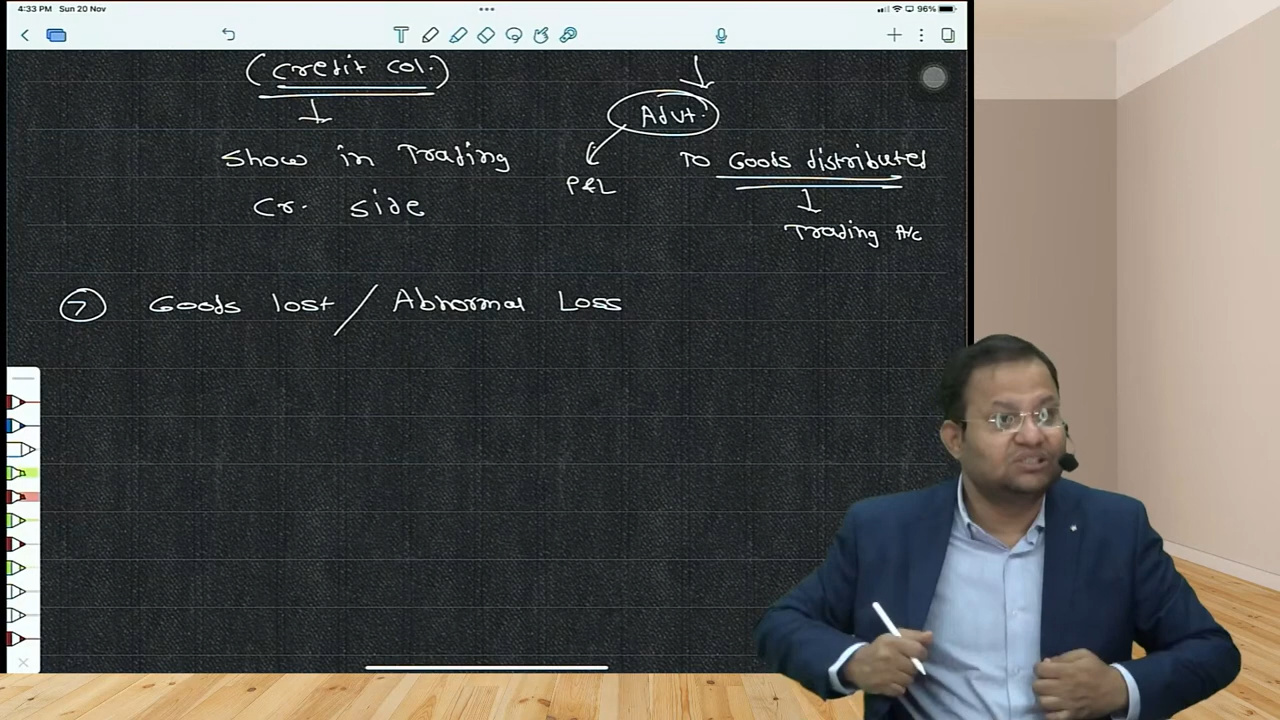 4:33 PM Sun 20 Nov
96%
(Credit col.)
Show in Trading
Cr. side
Advt.
P&L
To Goods distributed
Trading A/c
7 Goods lost / Abnormal Loss